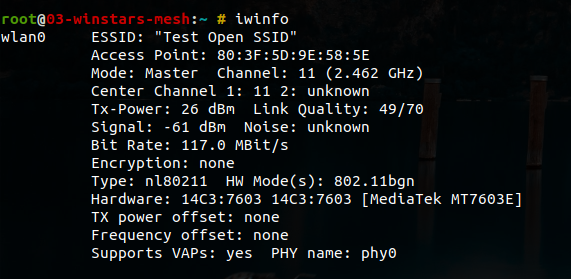 root@03-winstars-mesh:~ # iwinfo
wlan0     ESSID: "Test Open SSID"
          Access Point: 80:3F:5D:9E:58:5E
          Mode: Master  Channel: 11 (2.462 GHz)
          Center Channel 1: 11 2: unknown
          Tx-Power: 26 dBm  Link Quality: 49/70
          Signal: -61 dBm  Noise: unknown
          Bit Rate: 117.0 MBit/s
          Encryption: none
          Type: nl80211  HW Mode(s): 802.11bgn
          Hardware: 14C3:7603 14C3:7603 [MediaTek MT7603E]
          TX power offset: none
          Frequency offset: none
          Supports VAPs: yes  PHY name: phy0